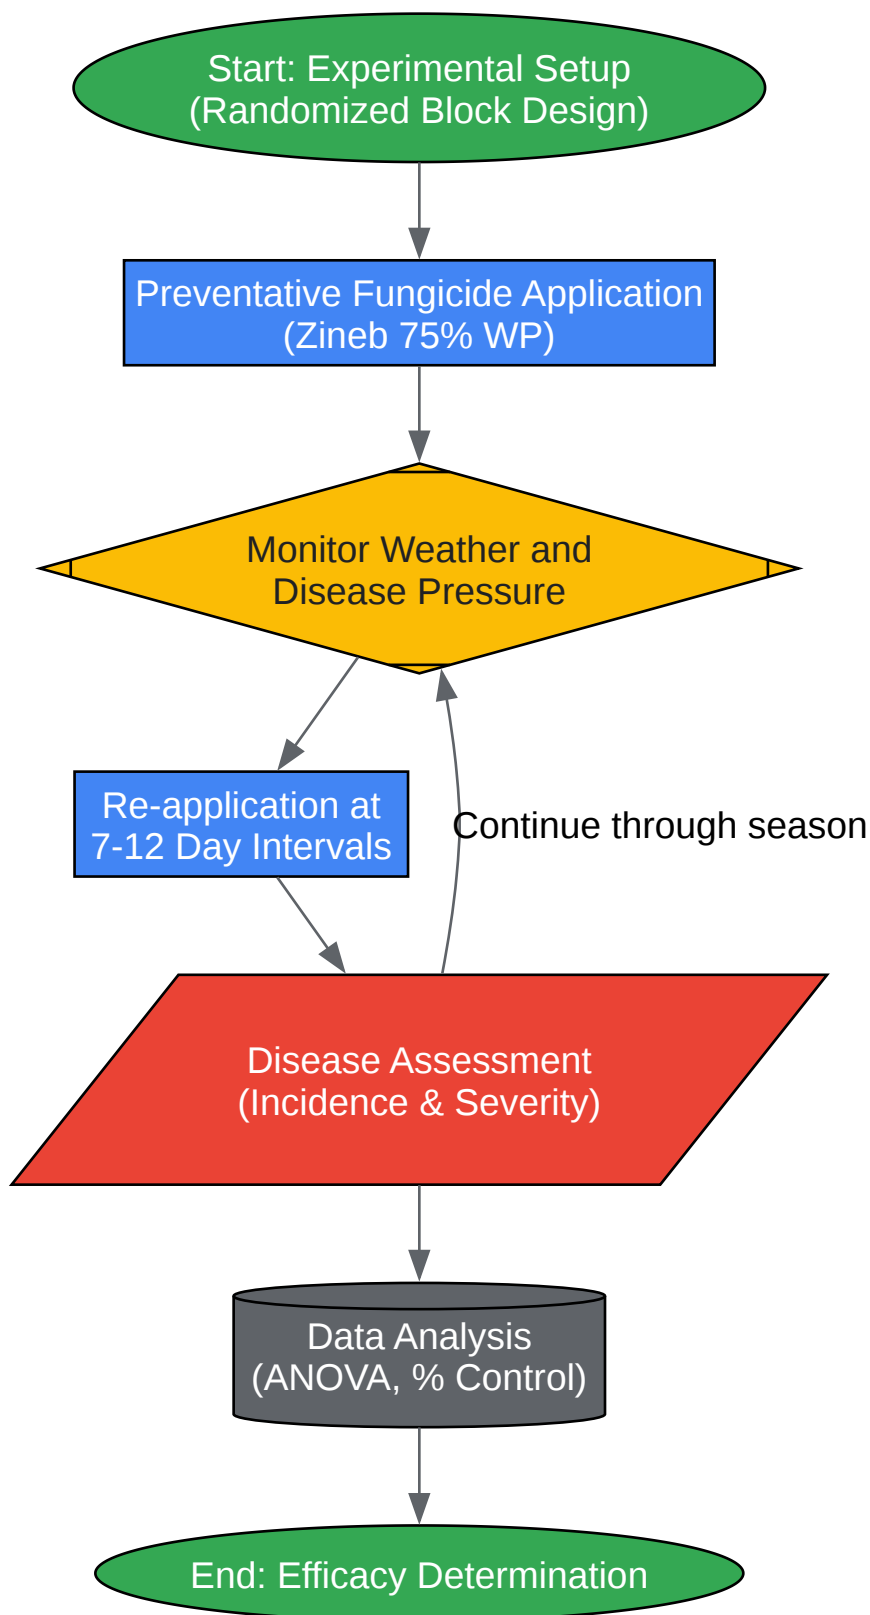 Start: Experimental Setup
(Randomized Block Design)
Preventative Fungicide Application
(Zineb 75% WP)
Monitor Weather and
Disease Pressure
Re-application at
7-12 Day Intervals
Continue through season
Disease Assessment
(Incidence & Severity)
Data Analysis
(ANOVA, % Control)
End: Efficacy Determination